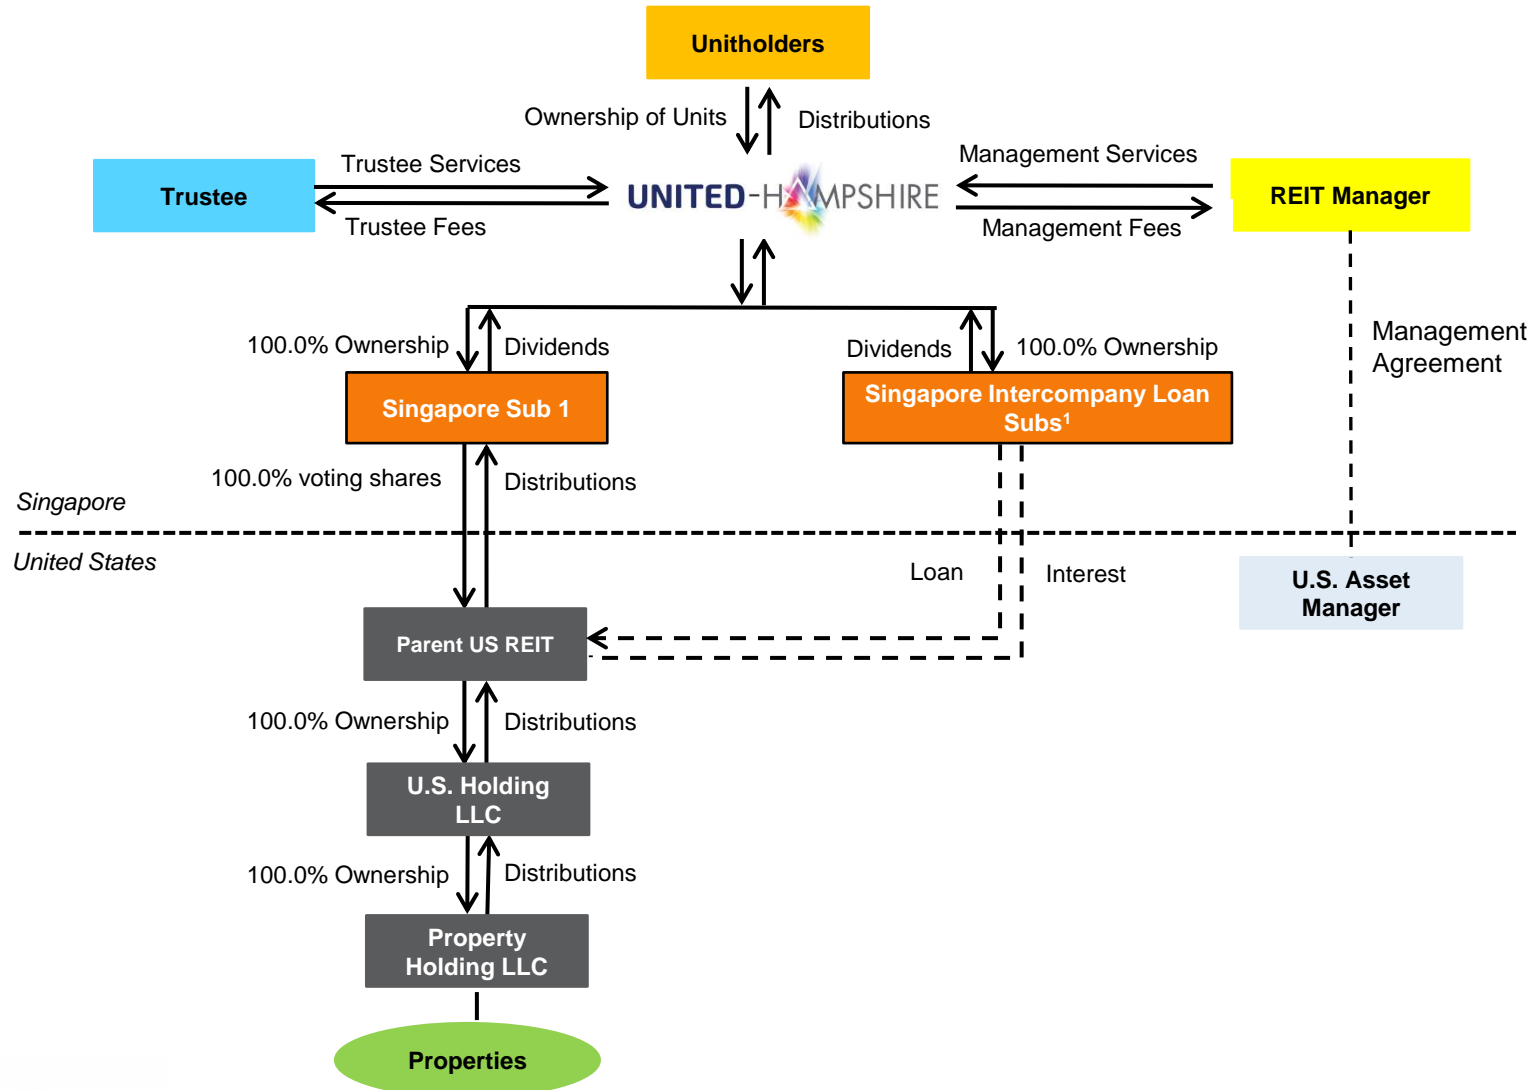 Unitholders
Ownership of Units
Distributions
Trustee
Trustee Services
Trustee Fees
UNITED-HAMPSHIRE
Management Services
Management Fees
REIT Manager
100.0% Ownership
Dividends
Dividends
100.0% Ownership
Management
Agreement
Singapore Sub 1
Singapore Intercompany Loan
Subs¹
100.0% voting shares
Distributions
Singapore
United States
Loan
Interest
U.S. Asset
Manager
Parent US REIT
100.0% Ownership
Distributions
U.S. Holding
LLC
100.0% Ownership
Distributions
Property
Holding LLC
Properties